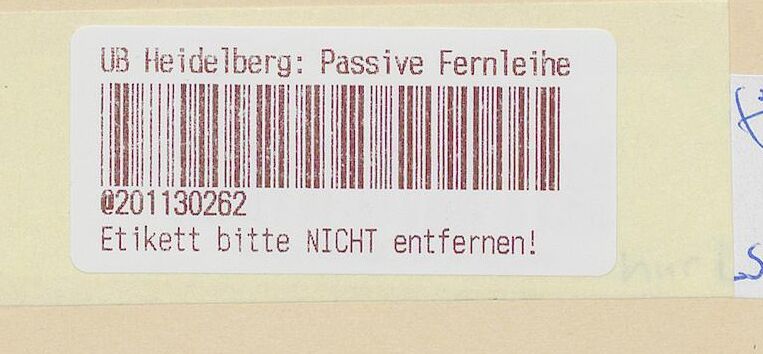 UB Heidelberg: Passive Fernleihe
@201130262
Etikett bitte NICHT entfernen!